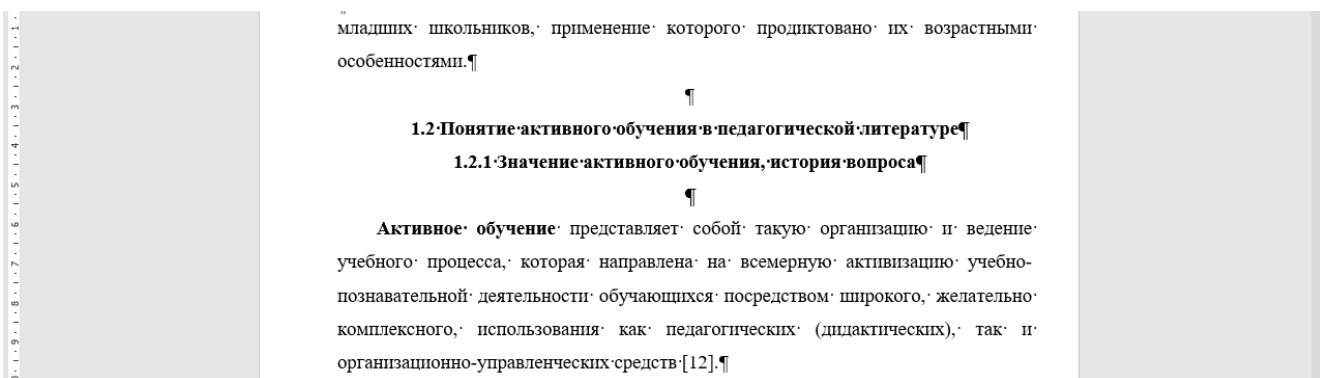 младших школьников, применение которого продиктовано их возрастными
особенностями.¶
¶
1.2·Понятие·активного·обучения·в·педагогической·литературе¶
1.2.1·Значение·активного·обучения,·история·вопроса¶
¶
Активное· обучение· представляет· собой· такую· организацию· и· ведение·
учебного· процесса,· которая· направлена· на· всемерную· активизацию· учебно-
познавательной· деятельности· обучающихся· посредством· широкого,· желательно·
комплексного,· использования· как· педагогических· (дидактических),· так· и·
организационно-управленческих·средств·[12].¶